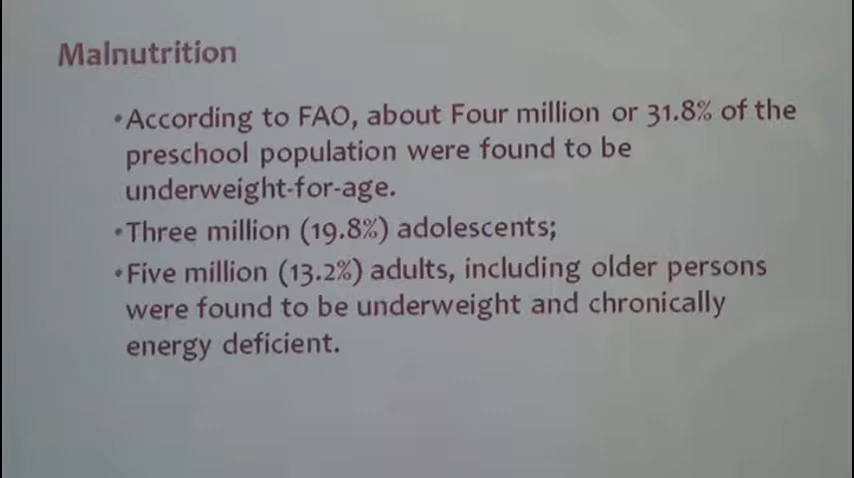 Malnutrition
•According to FAO, about Four million or 31.8% of the
preschool population were found to be
underweight-for-age.
•Three million (19.8%) adolescents;
•Five million (13.2%) adults, including older persons
were found to be underweight and chronically
energy deficient.